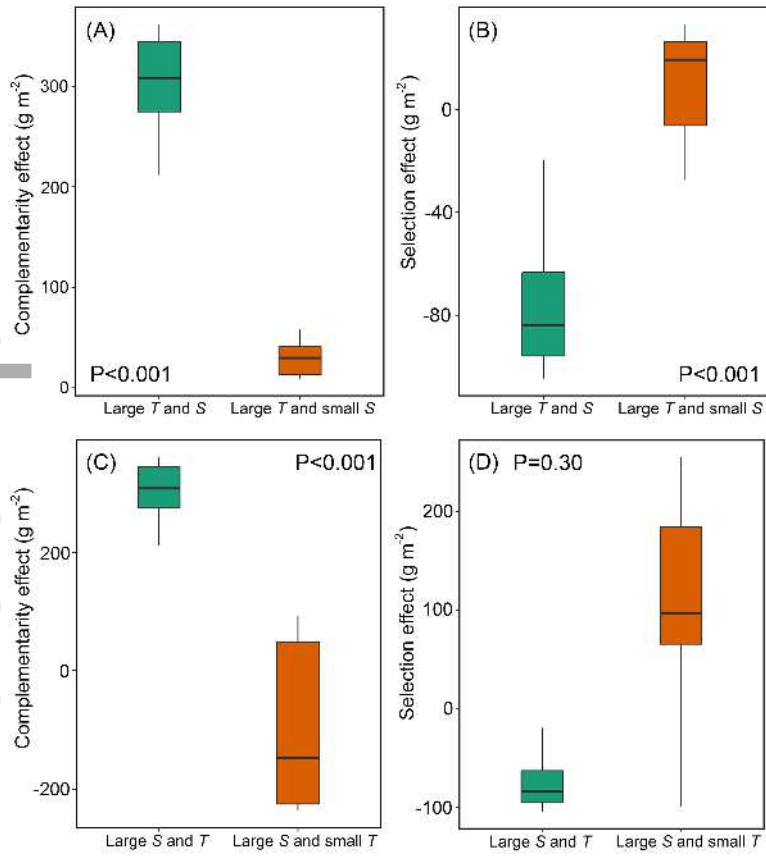 (A)
Complementarity effect (g m⁻²)
300
200
100
0
P<0.001
Large T and S
Large T and small S
(B)
Selection effect (g m⁻²)
0
-40
-80
P<0.001
Large T and S
Large T and small S
(C)
P<0.001
Complementarity effect (g m⁻²)
200
0
-200
Large S and T
Large S and small T
(D) P=0.30
Selection effect (g m⁻²)
200
100
0
-100
Large S and T
Large S and small T